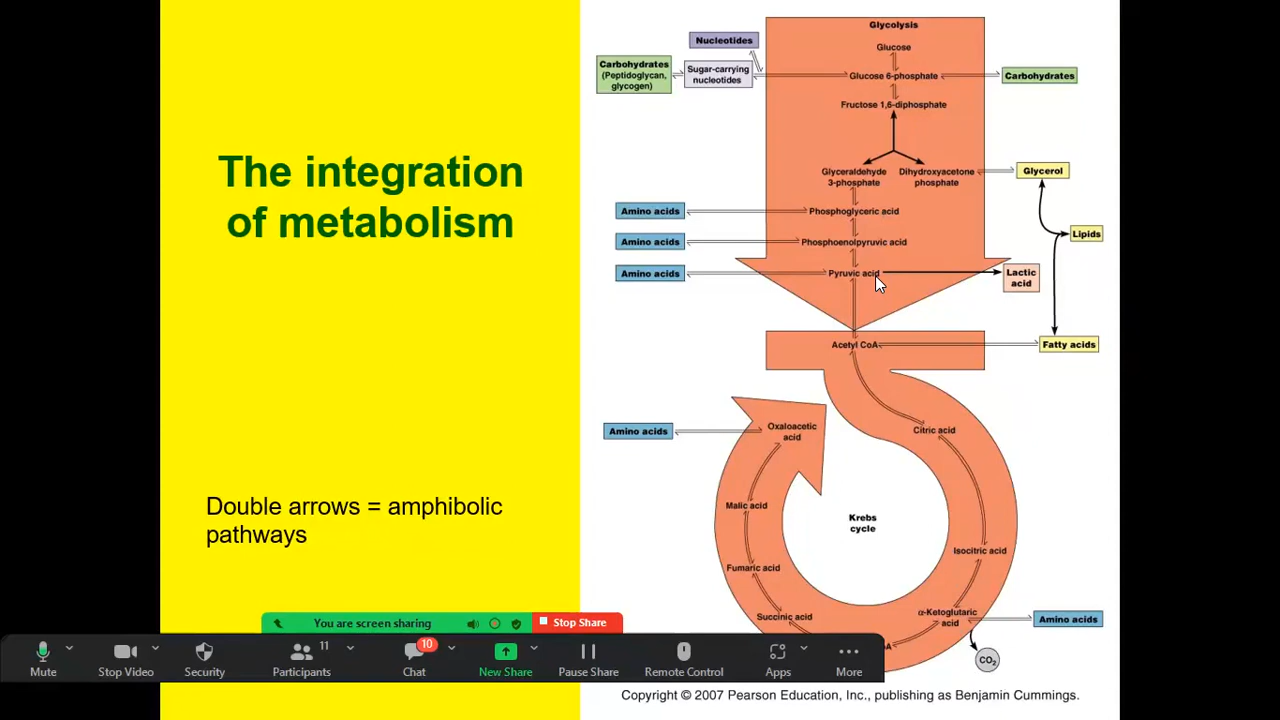 The integration
of metabolism
Double arrows = amphibolic
pathways
Glycolysis
Nucleotides
Glucose
Carbohydrates
(Peptidoglycan,
glycogen)
Sugar-carrying
nucleotides
Glucose 6-phosphate
Carbohydrates
Fructose 1,6-diphosphate
Glyceraldehyde
3-phosphate
Dihydroxyacetone
phosphate
Glycerol
Amino acids
Phosphoglyceric acid
Lipids
Amino acids
Phosphoenolpyruvic acid
Amino acids
Pyruvic acid
Lactic
acid
Acetyl CoA
Fatty acids
Amino acids
Oxaloacetic
acid
Citric acid
Malic acid
Krebs
cycle
Isocitric acid
Fumaric acid
Succinic acid
α-Ketoglutaric
acid
Amino acids
CO2
You are screen sharing
Stop Share
Mute
Stop Video
Security
11
Participants
10
Chat
New Share
Pause Share
Remote Control
Apps
More
Copyright © 2007 Pearson Education, Inc., publishing as Benjamin Cummings.